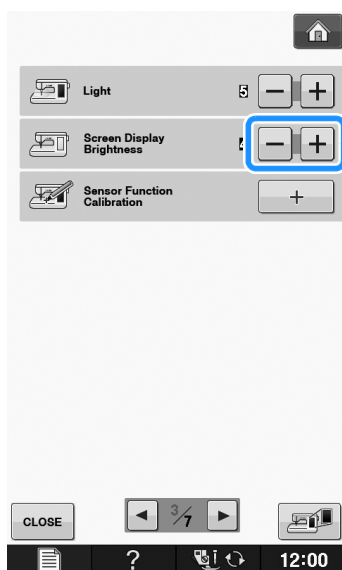 Light 5 − +
Screen Display
Brightness − +
Sensor Function
Calibration +
CLOSE 3/7
? 12:00